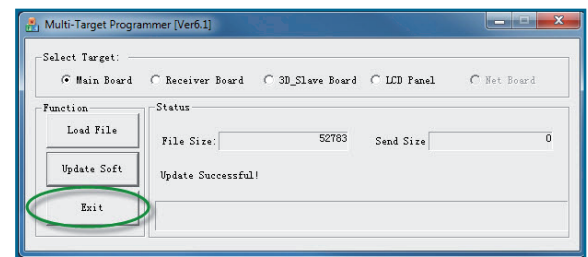 Multi-Target Programmer [Ver6.1]
Select Target:
Main Board Receiver Board 3D_Slave Board LCD Panel Net Board
Function
Status
Load File
File Size: 52783 Send Size 0
Update Soft
Update Successful!
Exit